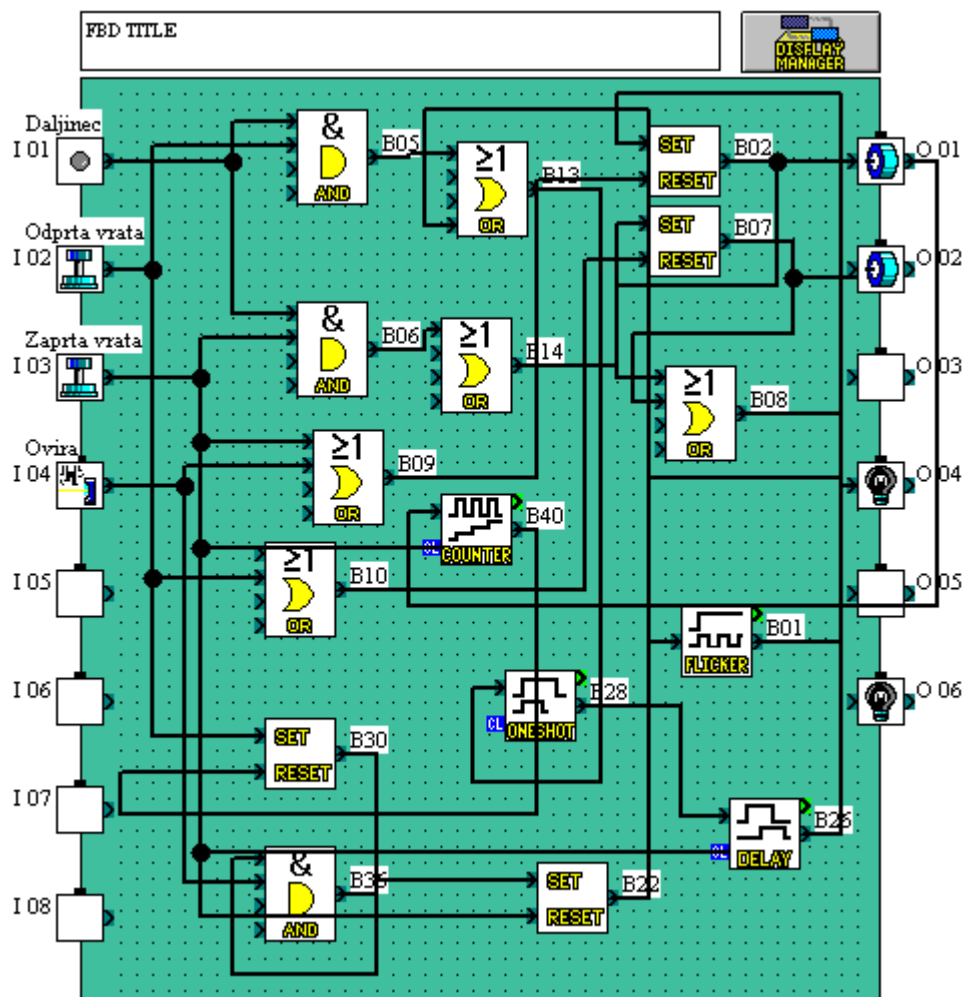 FBD TITLE
DISPLAY
MANAGER
Daljinec
I 01
Odprta vrata
I 02
Zaprta vrata
I 03
Ovira
I 04
I 05
I 06
I 07
I 08
&
AND
B05
≥1
OR
B13
SET
RESET
B02
O 01
SET
RESET
B07
O 02
&
AND
B06
≥1
OR
B14
≥1
OR
B08
O 03
≥1
OR
B09
O 04
CL
COUNTER
B40
≥1
OR
B10
O 05
FLICKER
B01
CL
ONESHOT
B28
O 06
SET
RESET
B30
CL
DELAY
B26
&
AND
B36
SET
RESET
B22